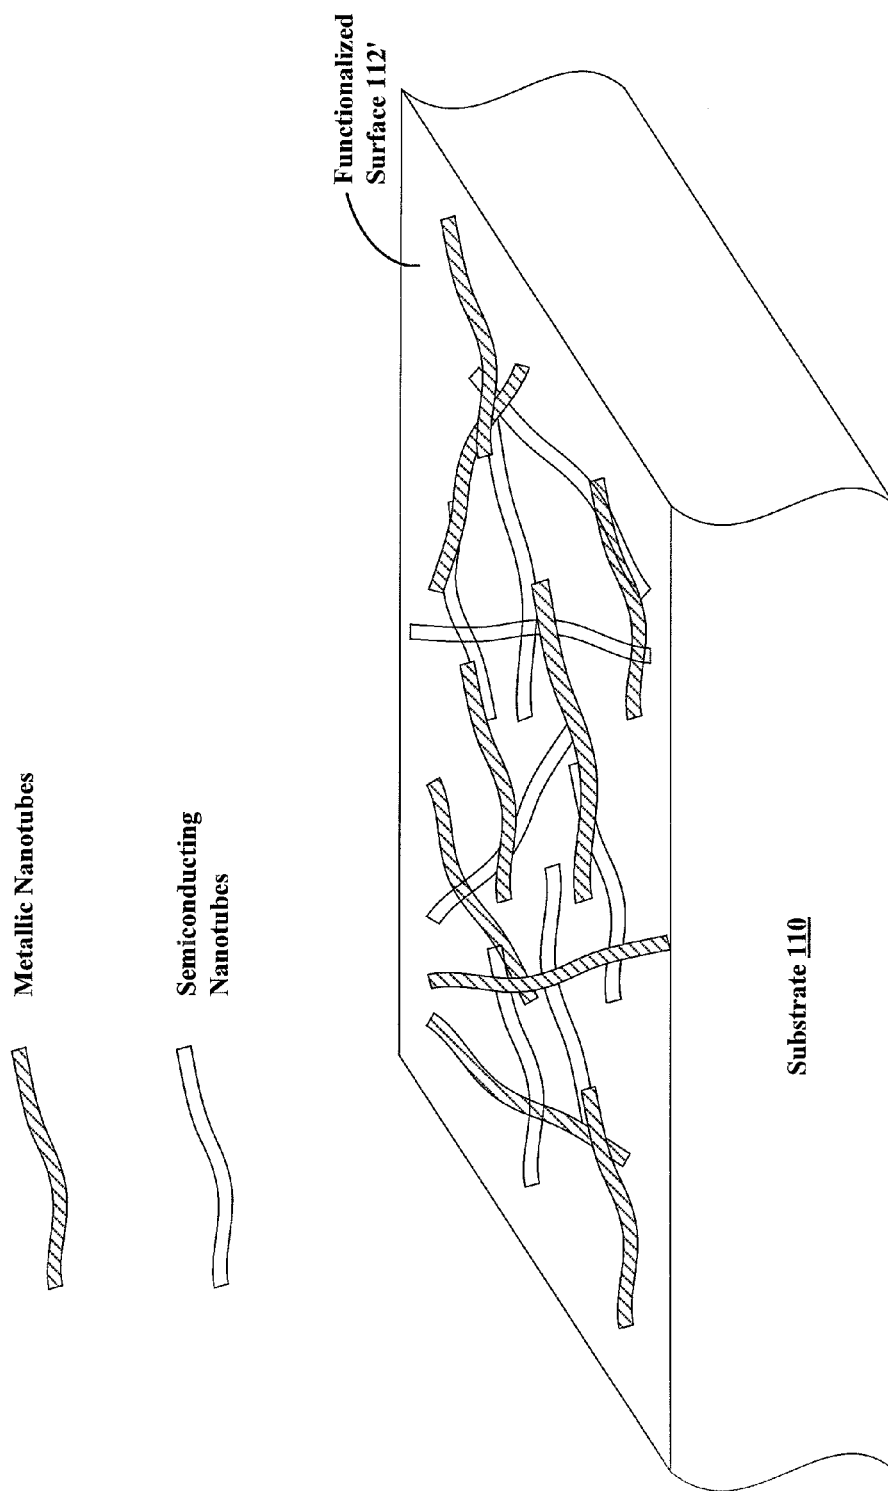 Metallic Nanotubes
Semiconducting
Nanotubes
Functionalized
Surface 112'
Substrate 110